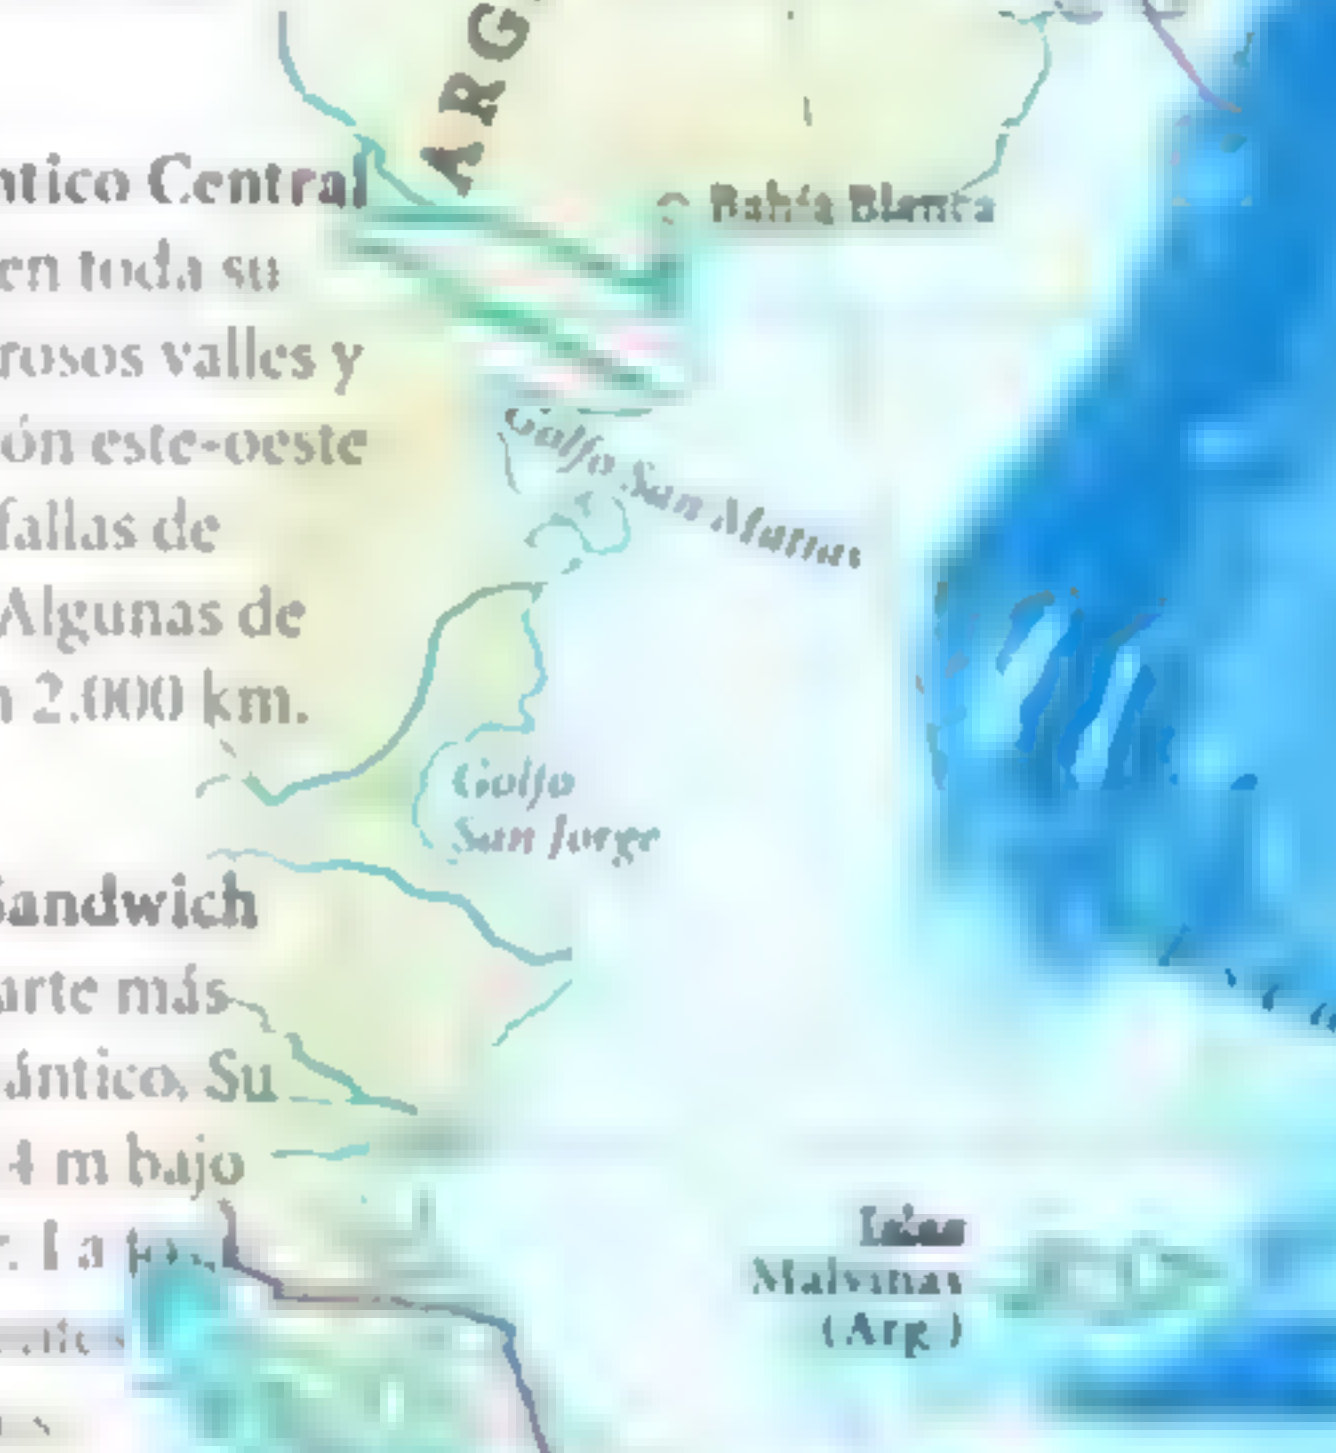 ARG
ntico Central
en toda su
rosos valles y
ón este-oeste
fallas de
Algunas de
2.000 km.
Sandwich
arte más
ántico. Su
4 m bajo
Bahía Blanca
Golfo San Matías
Golfo
San Jorge
Islas
Malvinas
(Arg.)